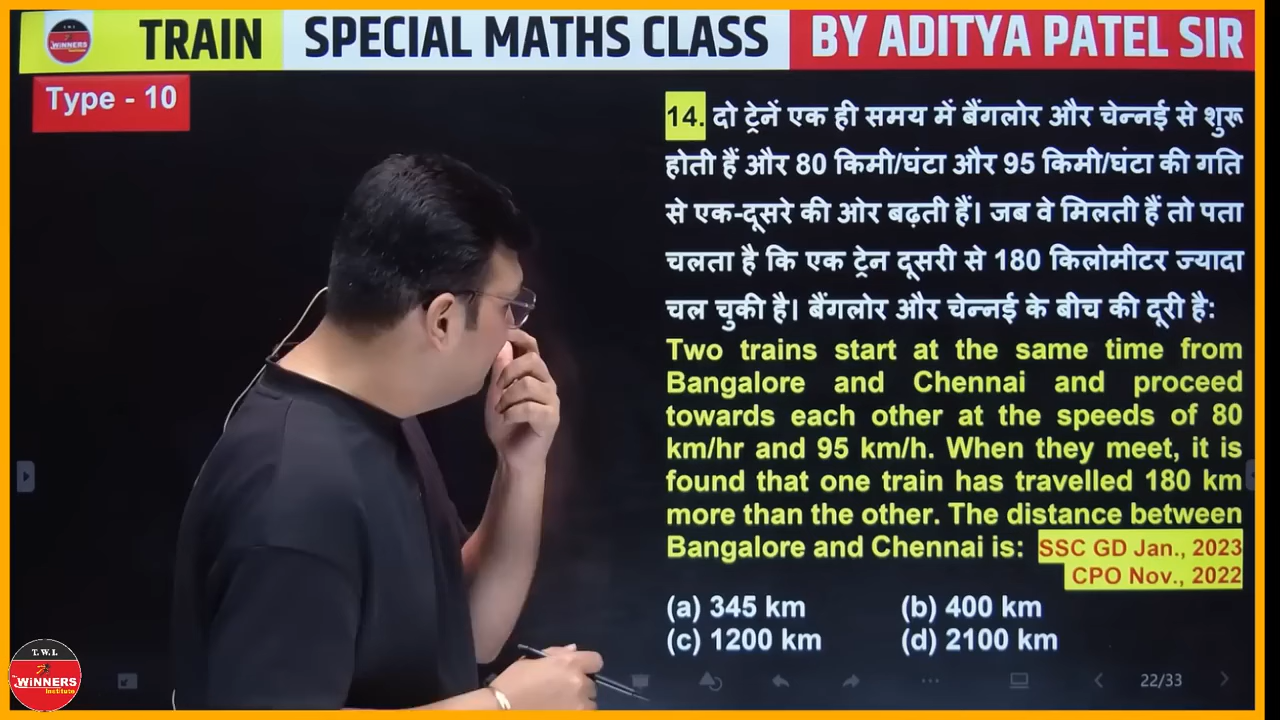 TRAIN SPECIAL MATHS CLASS BY ADITYA PATEL SIR
Type - 10
14. दो ट्रेनें एक ही समय में बैंगलोर और चेन्नई से शुरू
होती हैं और 80 किमी/घंटा और 95 किमी/घंटा की गति
से एक-दूसरे की ओर बढ़ती हैं। जब वे मिलती हैं तो पता
चलता है कि एक ट्रेन दूसरी से 180 किलोमीटर ज्यादा
चल चुकी है। बैंगलोर और चेन्नई के बीच की दूरी है:
Two trains start at the same time from
Bangalore and Chennai and proceed
towards each other at the speeds of 80
km/hr and 95 km/h. When they meet, it is
found that one train has travelled 180 km
more than the other. The distance between
Bangalore and Chennai is: SSC GD Jan., 2023
CPO Nov., 2022
(a) 345 km (b) 400 km
(c) 1200 km (d) 2100 km
22/33
T.W.I.
WiNNERS
Institute